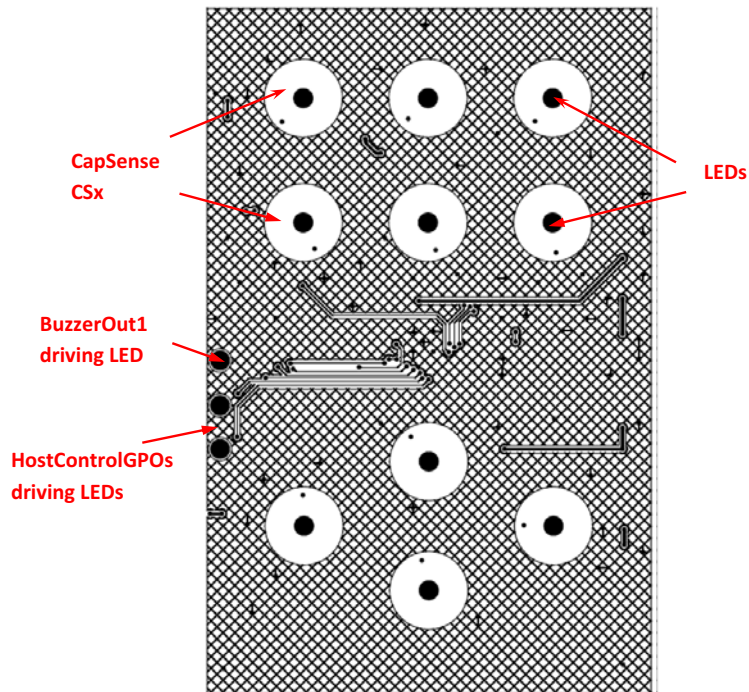 CapSense
CSx
LEDs
BuzzerOut1
driving LED
HostControlGPOs
driving LEDs